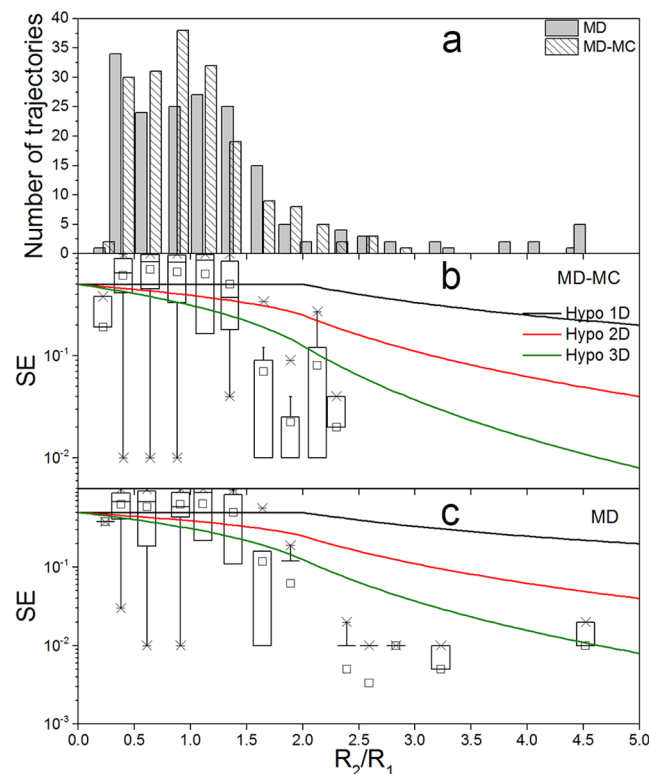 40
35
30
25
20
15
10
5
0
Number of trajectories
a
MD
MD-MC
b
MD-MC
Hypo 1D
Hypo 2D
Hypo 3D
10⁻¹
10⁻²
SE
c
MD
10⁻¹
10⁻²
10⁻³
SE
0.0 0.5 1.0 1.5 2.0 2.5 3.0 3.5 4.0 4.5 5.0
R₂/R₁